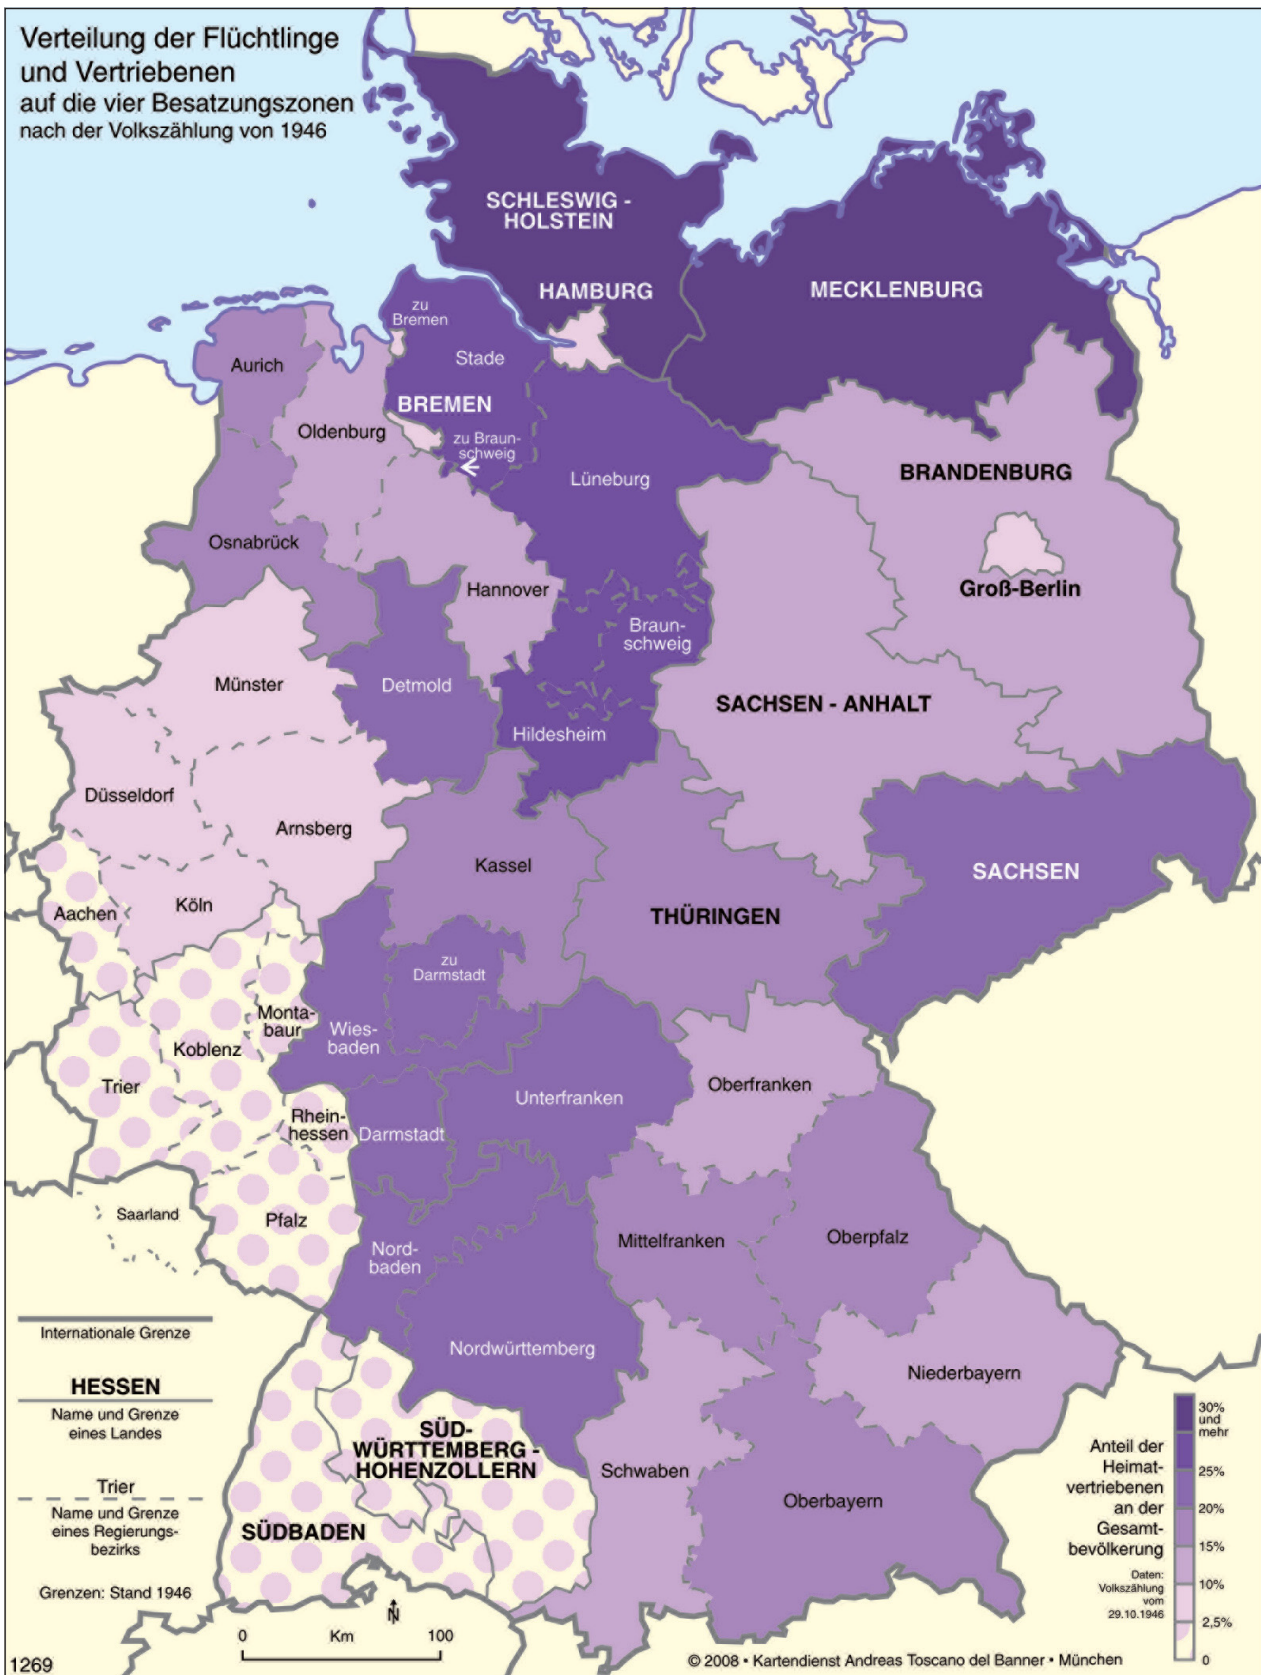 Verteilung der Flüchtlinge
und Vertriebenen
auf die vier Besatzungszonen
nach der Volkszählung von 1946
SCHLESWIG -
HOLSTEIN
HAMBURG
MECKLENBURG
zu
Bremen
Stade
Aurich
BREMEN
Oldenburg
zu Braun-
schweig
Lüneburg
BRANDENBURG
Osnabrück
Hannover
Groß-Berlin
Braun-
schweig
Münster
Detmold
SACHSEN - ANHALT
Hildesheim
Düsseldorf
Arnsberg
Kassel
SACHSEN
Aachen
Köln
THÜRINGEN
zu
Darmstadt
Monta-
baur
Wies-
baden
Koblenz
Trier
Oberfranken
Unterfranken
Rhein-
hessen
Darmstadt
Saarland
Pfalz
Nord-
baden
Mittelfranken
Oberpfalz
Nordwürttemberg
Niederbayern
SÜD-
WÜRTTEMBERG -
HOHENZOLLERN
Schwaben
Oberbayern
SÜDBADEN
Internationale Grenze
HESSEN
Name und Grenze
eines Landes
Trier
Name und Grenze
eines Regierungs-
bezirks
Grenzen: Stand 1946
N
0 Km 100
Anteil der
Heimat-
vertriebenen
an der
Gesamt-
bevölkerung
Daten:
Volkszählung
vom
29.10.1946
30%
und
mehr
25%
20%
15%
10%
2,5%
0
1269
© 2008 • Kartendienst Andreas Toscano del Banner • München